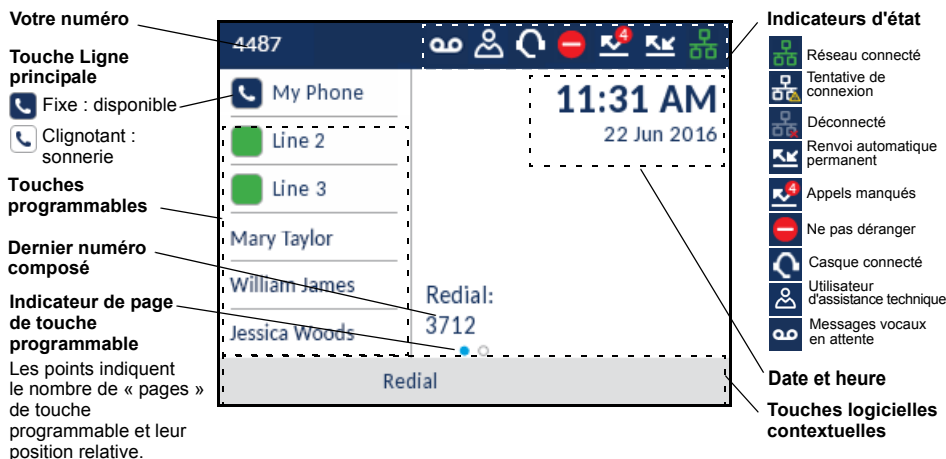 Votre numéro
Touche Ligne
principale
Fixe : disponible
Clignotant :
sonnerie
Touches
programmables
Dernier numéro
composé
Indicateur de page
de touche
programmable
Les points indiquent
le nombre de « pages »
de touche
programmable et leur
position relative.
4487
4
My Phone
Line 2
Line 3
Mary Taylor
William James
Jessica Woods
11:31 AM
22 Jun 2016
Redial:
3712
Redial
Indicateurs d'état
Réseau connecté
Tentative de
connexion
Déconnecté
Renvoi automatique
permanent
4
Appels manqués
Ne pas déranger
Casque connecté
Utilisateur
d'assistance technique
Messages vocaux
en attente
Date et heure
Touches logicielles
contextuelles